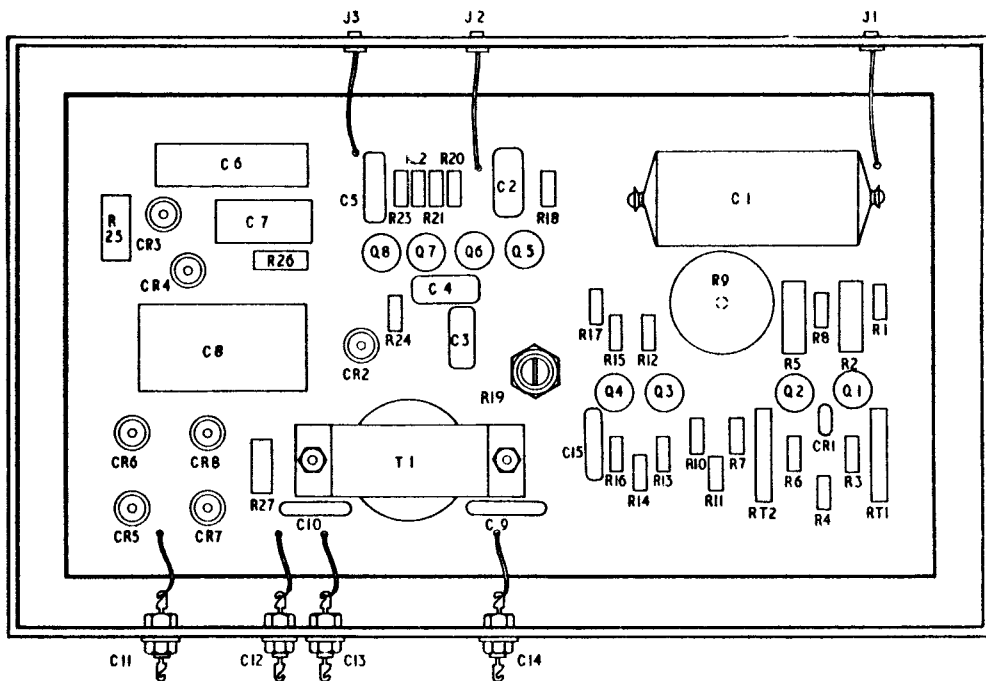 J3 J2 J1
C6
R20
C5
C2
C1
R23 R21 R18
R
25
CR3
C7
Q8 Q7 Q6 Q5
R26
CR4
C4
R9
R17 R1
R8
C8
R24
C3
R15 R12
R5 R2
CR2
R19
Q4 Q3 Q2 Q1
CR1
CR6 CR8
T1
C15
R16 R13 R10 R7 R6 R3
R27
R14 R11
RT2 R4 RT1
C10 C9
CR5 CR7
C11 C12 C13 C14